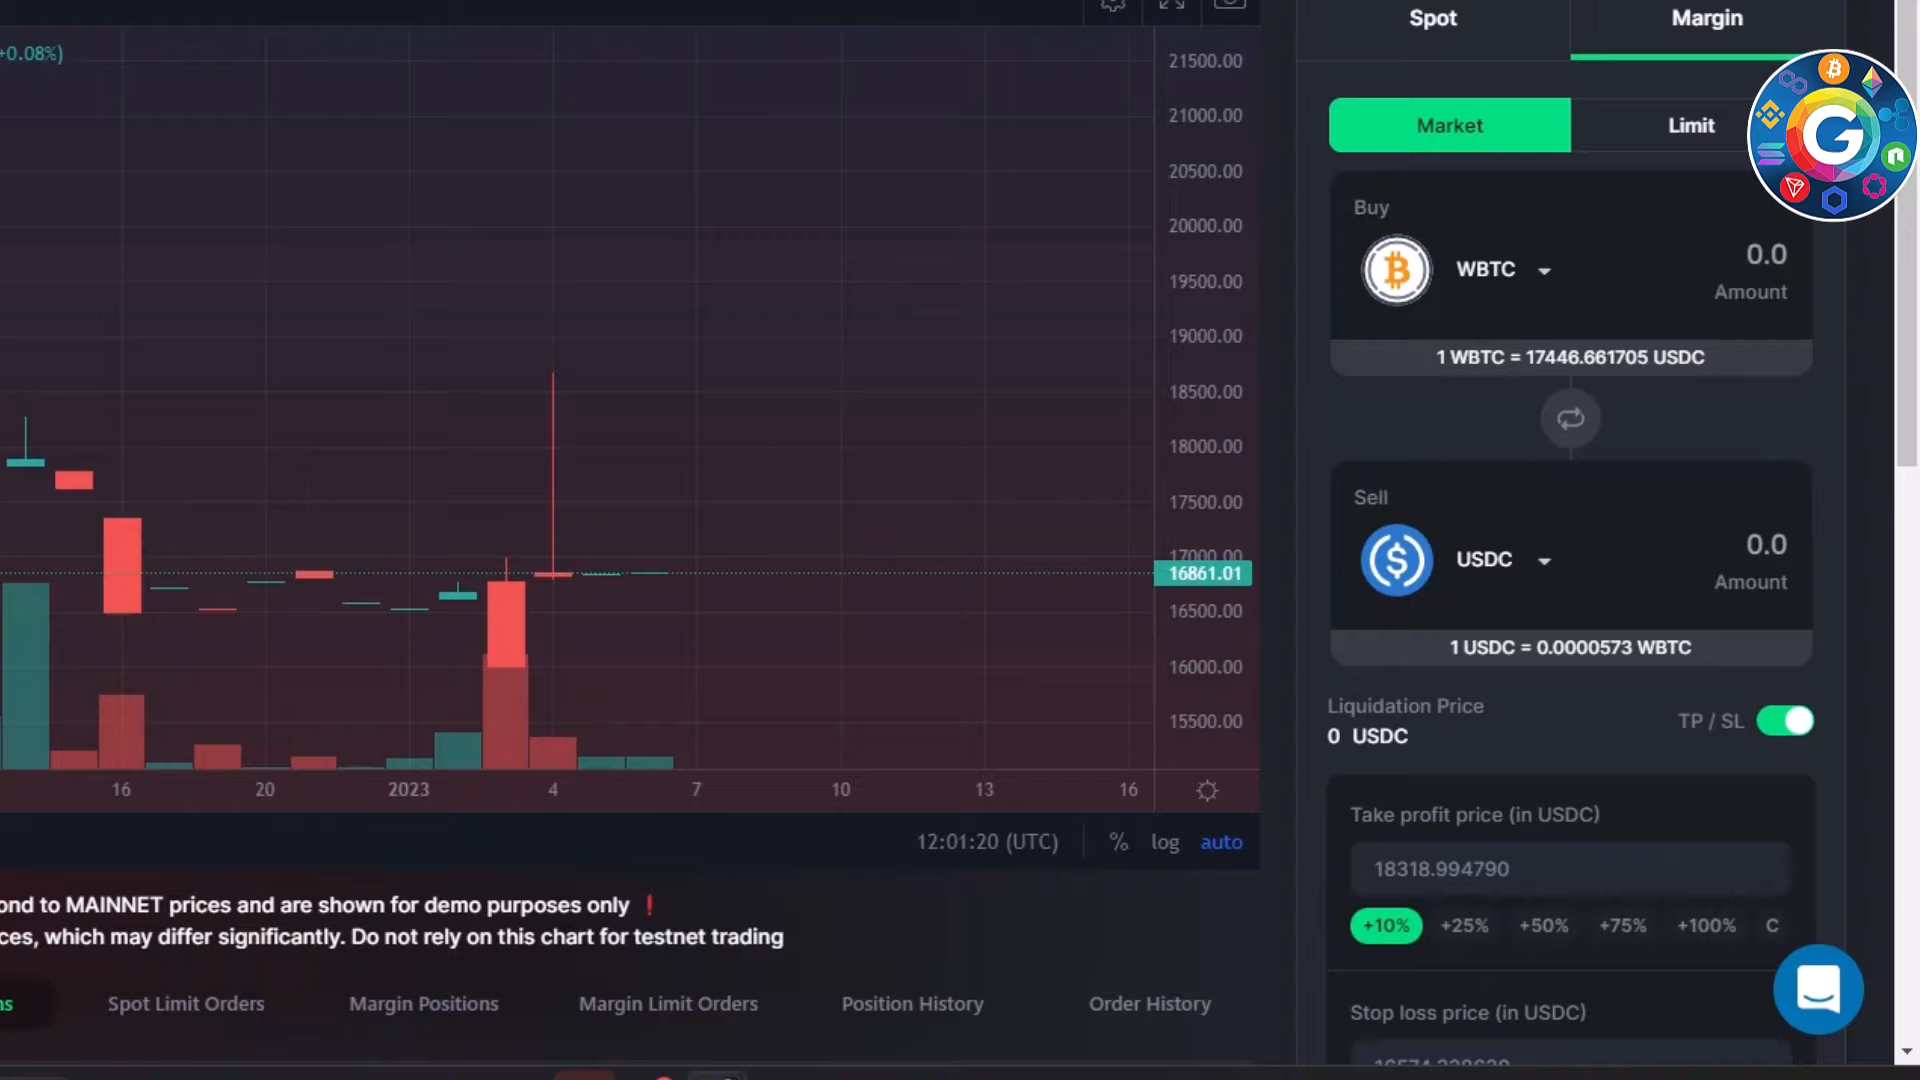 +0.08%)
21500.00
21000.00
20500.00
20000.00
19500.00
19000.00
18500.00
18000.00
17500.00
17000.00
16861.01
16500.00
16000.00
15500.00
16 20 2023 4 7 10 13 16
12:01:20 (UTC) % log auto
ond to MAINNET prices and are shown for demo purposes only ❗
ces, which may differ significantly. Do not rely on this chart for testnet trading
ns Spot Limit Orders Margin Positions Margin Limit Orders Position History Order History
Spot Margin
Market Limit
Buy
WBTC 0.0
Amount
1 WBTC = 17446.661705 USDC
Sell
USDC 0.0
Amount
1 USDC = 0.0000573 WBTC
Liquidation Price
0 USDC
TP / SL
Take profit price (in USDC)
18318.994790
+10% +25% +50% +75% +100% C
Stop loss price (in USDC)
G